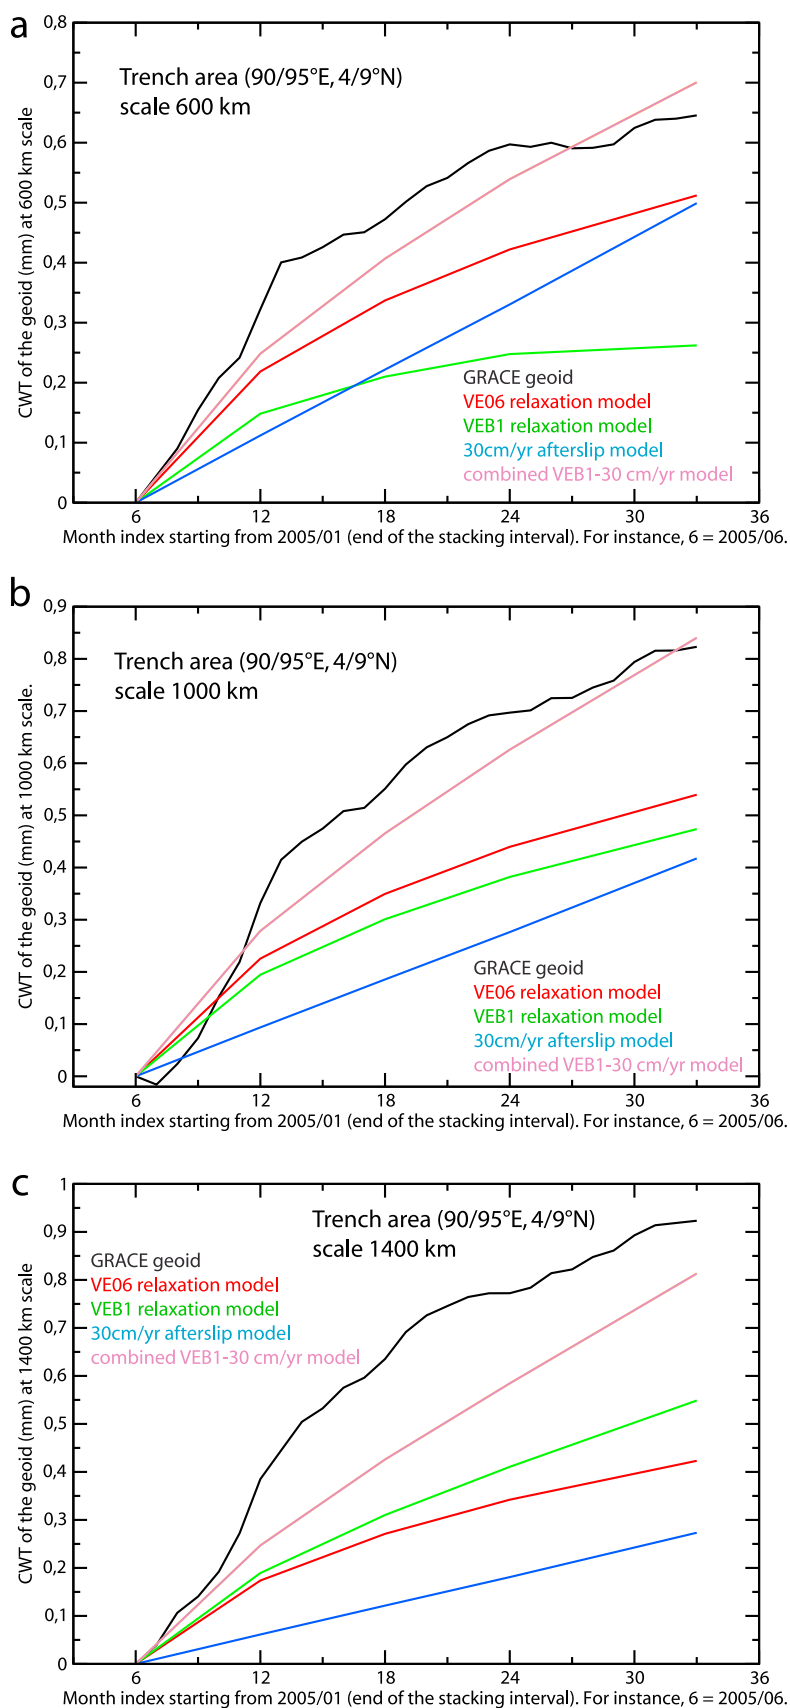 a
0,8
0,7
0,6
0,5
0,4
0,3
0,2
0,1
0
CWT of the geoid (mm) at 600 km scale
Trench area (90/95°E, 4/9°N)
scale 600 km
GRACE geoid
VE06 relaxation model
VEB1 relaxation model
30cm/yr afterslip model
combined VEB1-30 cm/yr model
6 12 18 24 30 36
Month index starting from 2005/01 (end of the stacking interval). For instance, 6 = 2005/06.
b
0,9
0,8
0,7
0,6
0,5
0,4
0,3
0,2
0,1
0
CWT of the geoid (mm) at 1000 km scale.
Trench area (90/95°E, 4/9°N)
scale 1000 km
GRACE geoid
VE06 relaxation model
VEB1 relaxation model
30cm/yr afterslip model
combined VEB1-30 cm/yr model
6 12 18 24 30 36
Month index starting from 2005/01 (end of the stacking interval). For instance, 6 = 2005/06.
c
1
0,9
0,8
0,7
0,6
0,5
0,4
0,3
0,2
0,1
0
CWT of the geoid (mm) at 1400 km scale
Trench area (90/95°E, 4/9°N)
scale 1400 km
GRACE geoid
VE06 relaxation model
VEB1 relaxation model
30cm/yr afterslip model
combined VEB1-30 cm/yr model
6 12 18 24 30 36
Month index starting from 2005/01 (end of the stacking interval). For instance, 6 = 2005/06.